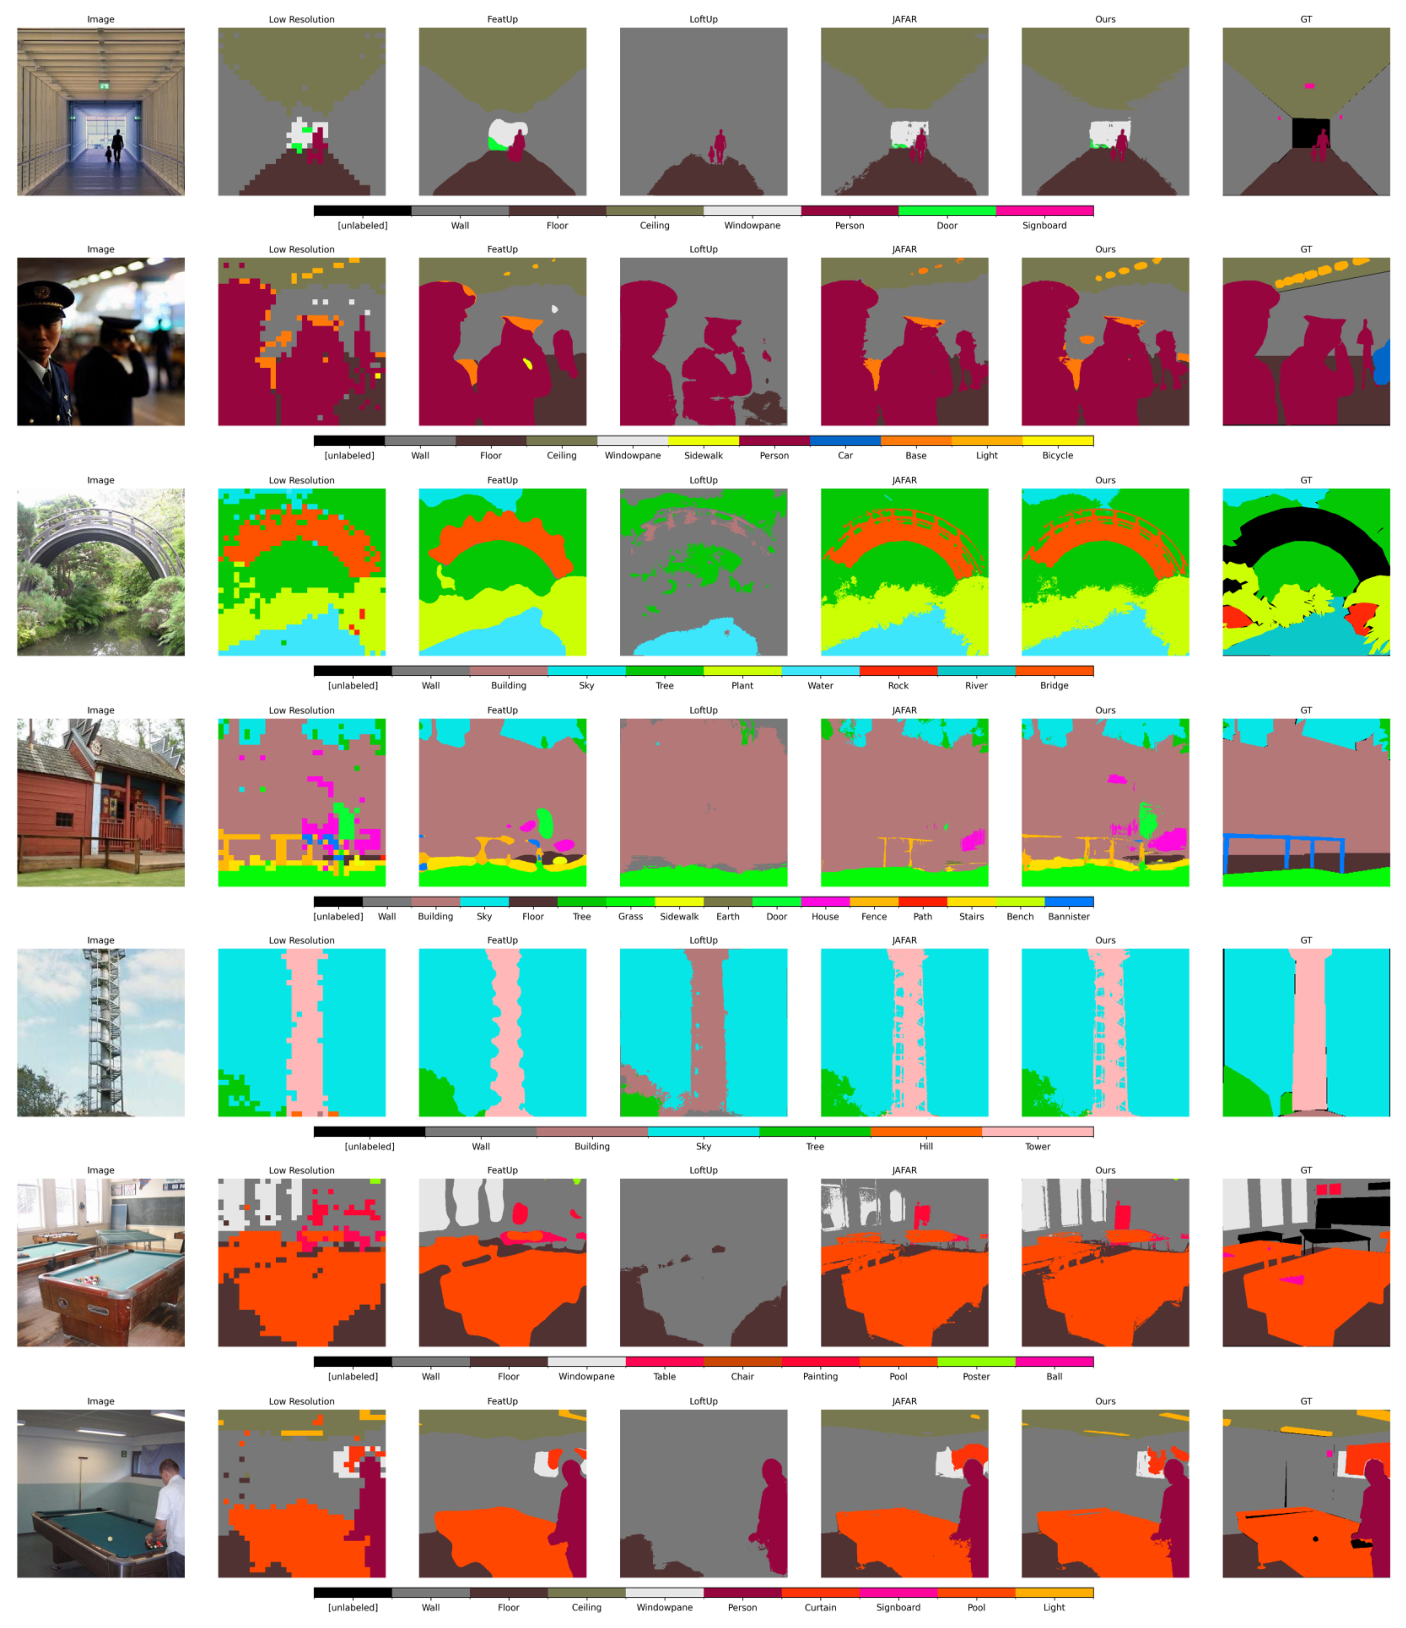 Image Low Resolution FeatUp LoftUp JAFAR Ours GT
[unlabeled] Wall Floor Ceiling Windowpane Person Door Signboard
Image Low Resolution FeatUp LoftUp JAFAR Ours GT
[unlabeled] Wall Floor Ceiling Windowpane Sidewalk Person Car Base Light Bicycle
Image Low Resolution FeatUp LoftUp JAFAR Ours GT
[unlabeled] Wall Building Sky Tree Plant Water Rock River Bridge
Image Low Resolution FeatUp LoftUp JAFAR Ours GT
[unlabeled] Wall Building Sky Floor Tree Grass Sidewalk Earth Door House Fence Path Stairs Bench Bannister
Image Low Resolution FeatUp LoftUp JAFAR Ours GT
[unlabeled] Wall Building Sky Tree Hill Tower
Image Low Resolution FeatUp LoftUp JAFAR Ours GT
[unlabeled] Wall Floor Windowpane Table Chair Painting Pool Poster Ball
Image Low Resolution FeatUp LoftUp JAFAR Ours GT
[unlabeled] Wall Floor Ceiling Windowpane Person Curtain Signboard Pool Light